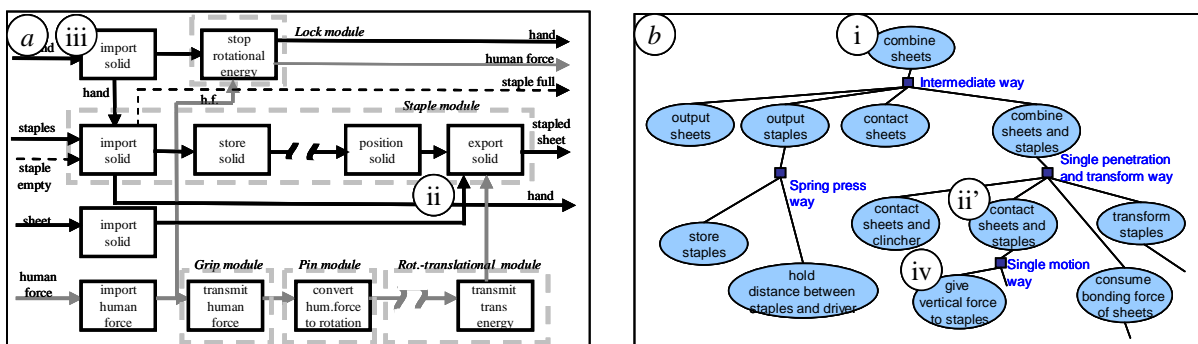 a
iii
import
solid
stop
rotational
energy
Lock module
hand
human force
staple full
hand
h.f.
Staple module
staples
staple
empty
import
solid
store
solid
position
solid
export
solid
stapled
sheet
ii
hand
sheet
import
solid
human
force
import
human
force
Grip module
transmit
human
force
Pin module
convert
hum.force
to rotation
Rot.-translational module
transmit
trans
energy
b
i
combine
sheets
Intermediate way
output
sheets
output
staples
contact
sheets
combine
sheets and
staples
Spring press
way
Single penetration
and transform way
store
staples
hold
distance between
staples and driver
contact
sheets and
clincher
ii'
contact
sheets and
staples
transform
staples
Single motion
way
iv
give
vertical force
to staples
consume
bonding force
of sheets